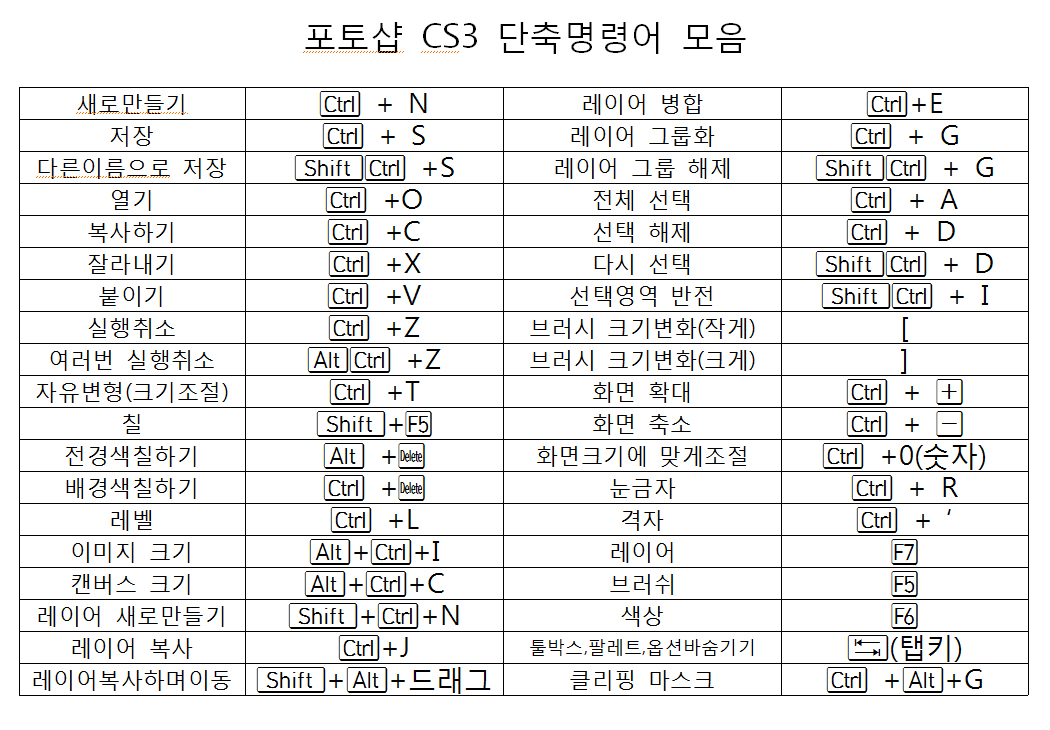 포토샵 CS3 단축명령어 모음
새로만들기 Ctrl + N 레이어 병합 Ctrl+E
저장 Ctrl + S 레이어 그룹화 Ctrl + G
다른이름으로 저장 Shift Ctrl +S 레이어 그룹 해제 Shift Ctrl + G
열기 Ctrl +O 전체 선택 Ctrl + A
복사하기 Ctrl +C 선택 해제 Ctrl + D
잘라내기 Ctrl +X 다시 선택 Shift Ctrl + D
붙이기 Ctrl +V 선택영역 반전 Shift Ctrl + I
실행취소 Ctrl +Z 브러시 크기변화(작게) [
여러번 실행취소 Alt Ctrl +Z 브러시 크기변화(크게) ]
자유변형(크기조절) Ctrl +T 화면 확대 Ctrl + +
칠 Shift+F5 화면 축소 Ctrl + -
전경색칠하기 Alt +Delete 화면크기에 맞게조절 Ctrl +0(숫자)
배경색칠하기 Ctrl +Delete 눈금자 Ctrl + R
레벨 Ctrl +L 격자 Ctrl + ‘
이미지 크기 Alt+Ctrl+I 레이어 F7
캔버스 크기 Alt+Ctrl+C 브러쉬 F5
레이어 새로만들기 Shift+Ctrl+N 색상 F6
레이어 복사 Ctrl+J 툴박스,팔레트,옵션바숨기기 (탭키)
레이어복사하며이동 Shift+Alt+드래그 클리핑 마스크 Ctrl +Alt+G